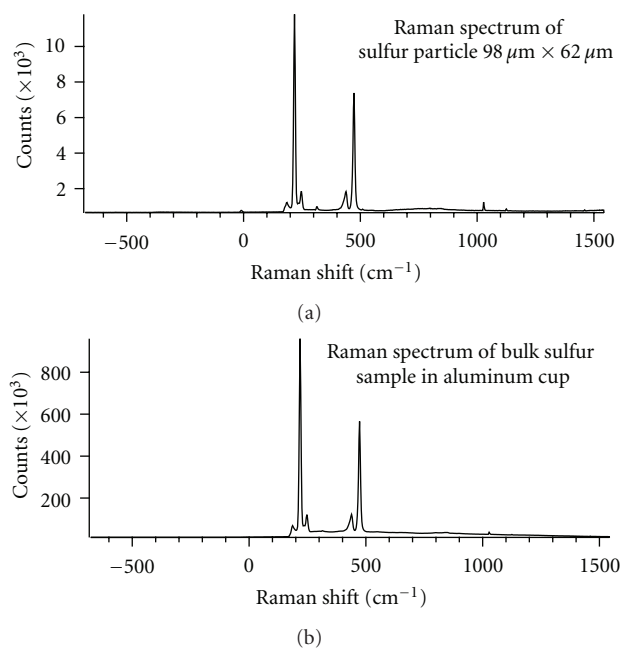 Raman spectrum of
sulfur particle 98 μm × 62 μm
Counts (×10³)
10
8
6
4
2
−500
0
500
1000
1500
Raman shift (cm⁻¹)
(a)
Raman spectrum of bulk sulfur
sample in aluminum cup
Counts (×10³)
800
600
400
200
−500
0
500
1000
1500
Raman shift (cm⁻¹)
(b)